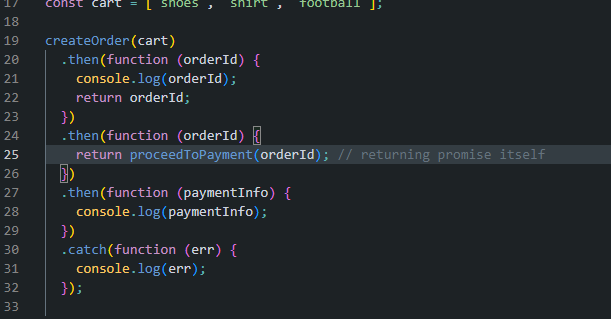 17 const cart = ["shoes", "shirt", "football"];
18
19 createOrder(cart)
20 .then(function (orderId) {
21 console.log(orderId);
22 return orderId;
23 })
24 .then(function (orderId) {
25 return proceedToPayment(orderId); // returning promise itself
26 })
27 .then(function (paymentInfo) {
28 console.log(paymentInfo);
29 })
30 .catch(function (err) {
31 console.log(err);
32 });
33